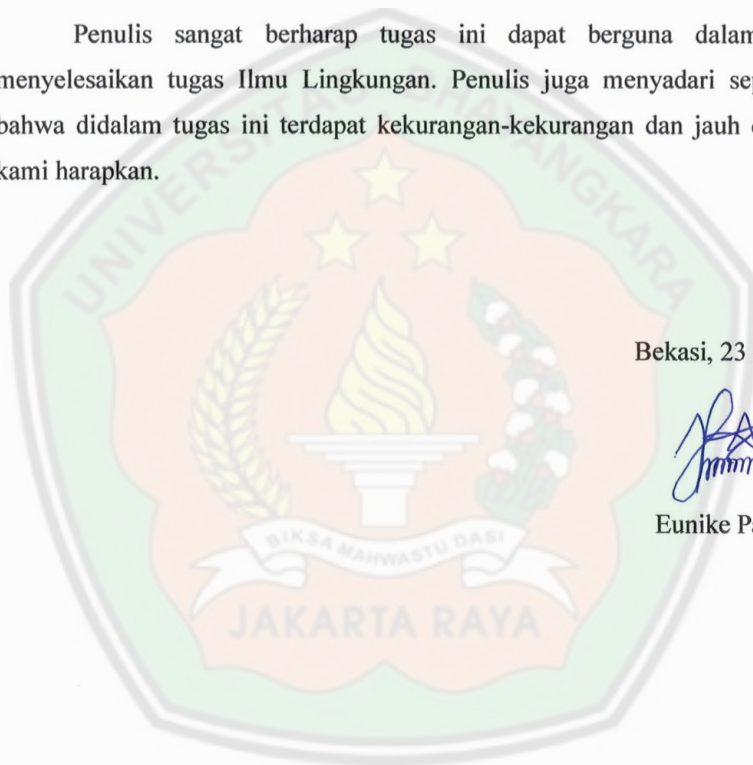 Penulis sangat berharap tugas ini dapat berguna dalam
menyelesaikan tugas Ilmu Lingkungan. Penulis juga menyadari
bahwa didalam tugas ini terdapat kekurangan-kekurangan dan jauh
kami harapkan.
UNIVERSITAS BHAYANGKARA
Bekasi, 23
Eunike
BIKSA MAHWASTU DASI
JAKARTA RAYA